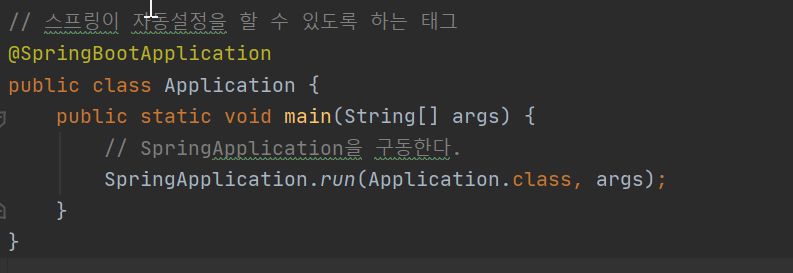 // 스프링이 자동설정을 할 수 있도록 하는 태그
@SpringBootApplication
public class Application {
    public static void main(String[] args) {
        // SpringApplication을 구동한다.
        SpringApplication.run(Application.class, args);
    }
}